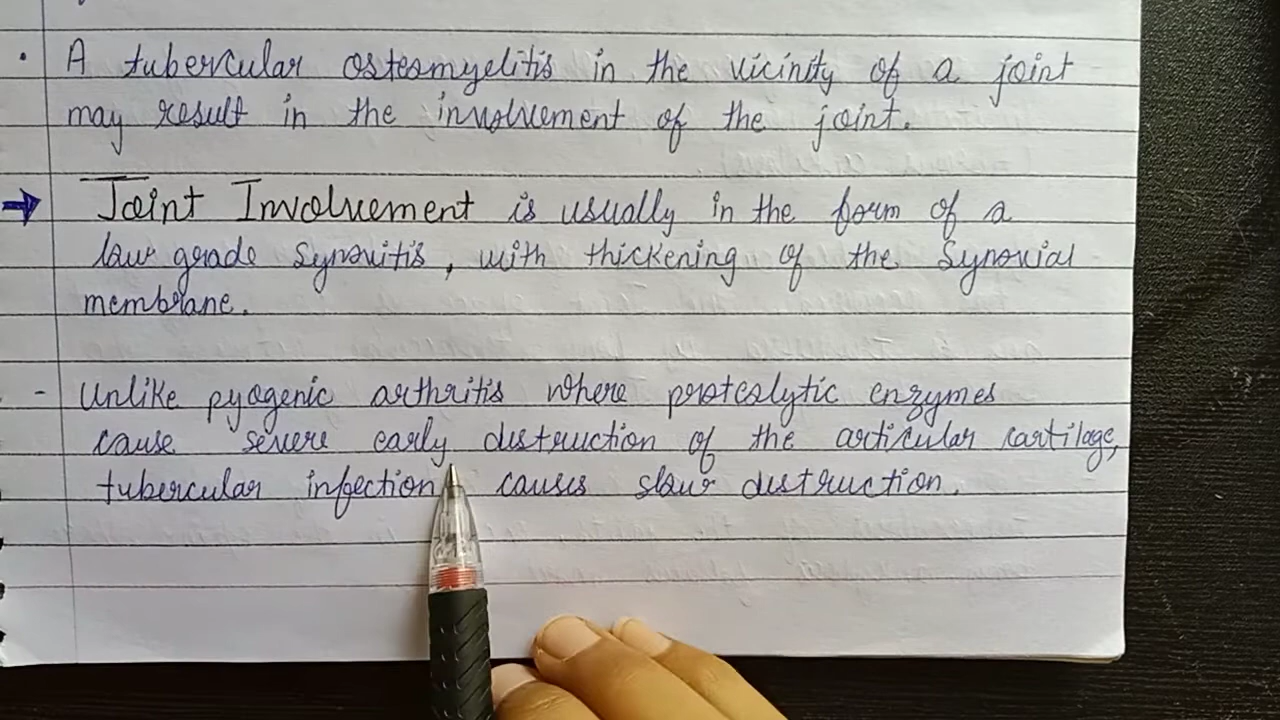 • A tubercular osteomyelitis in the vicinity of a joint
may result in the involvement of the joint.
→ Joint Involvement is usually in the form of a
low grade synovitis, with thickening of the synovial
membrane.
- Unlike pyogenic arthritis where proteolytic enzymes
cause severe early destruction of the articular cartilage,
tubercular infection causes slow destruction.